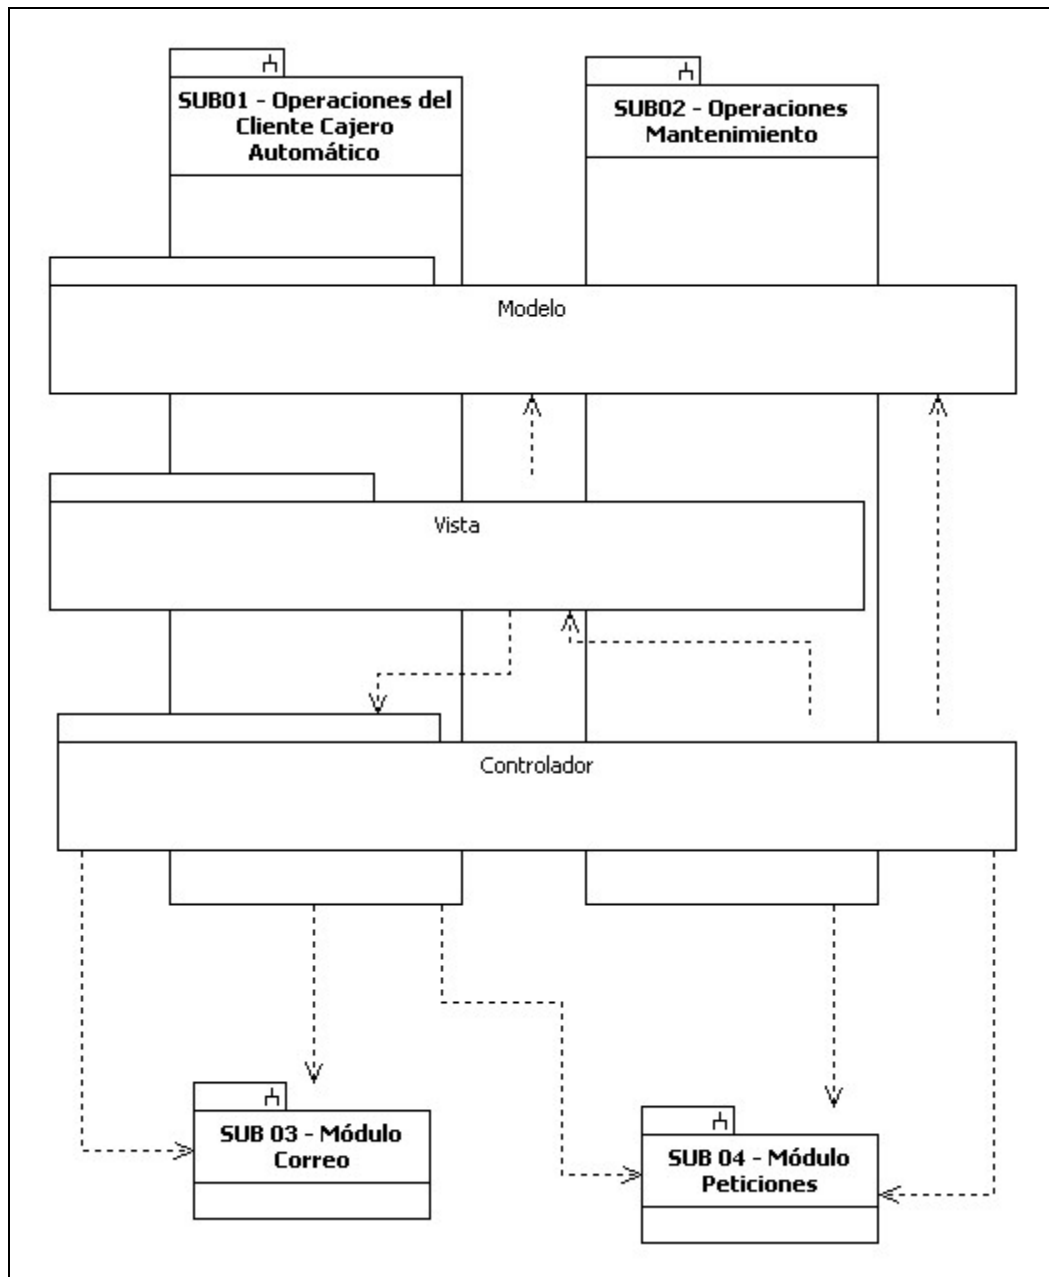 SUB01 - Operaciones del
Cliente Cajero
Automático
SUB02 - Operaciones
Mantenimiento
Modelo
Vista
Controlador
SUB 03 - Módulo
Correo
SUB 04 - Módulo
Peticiones